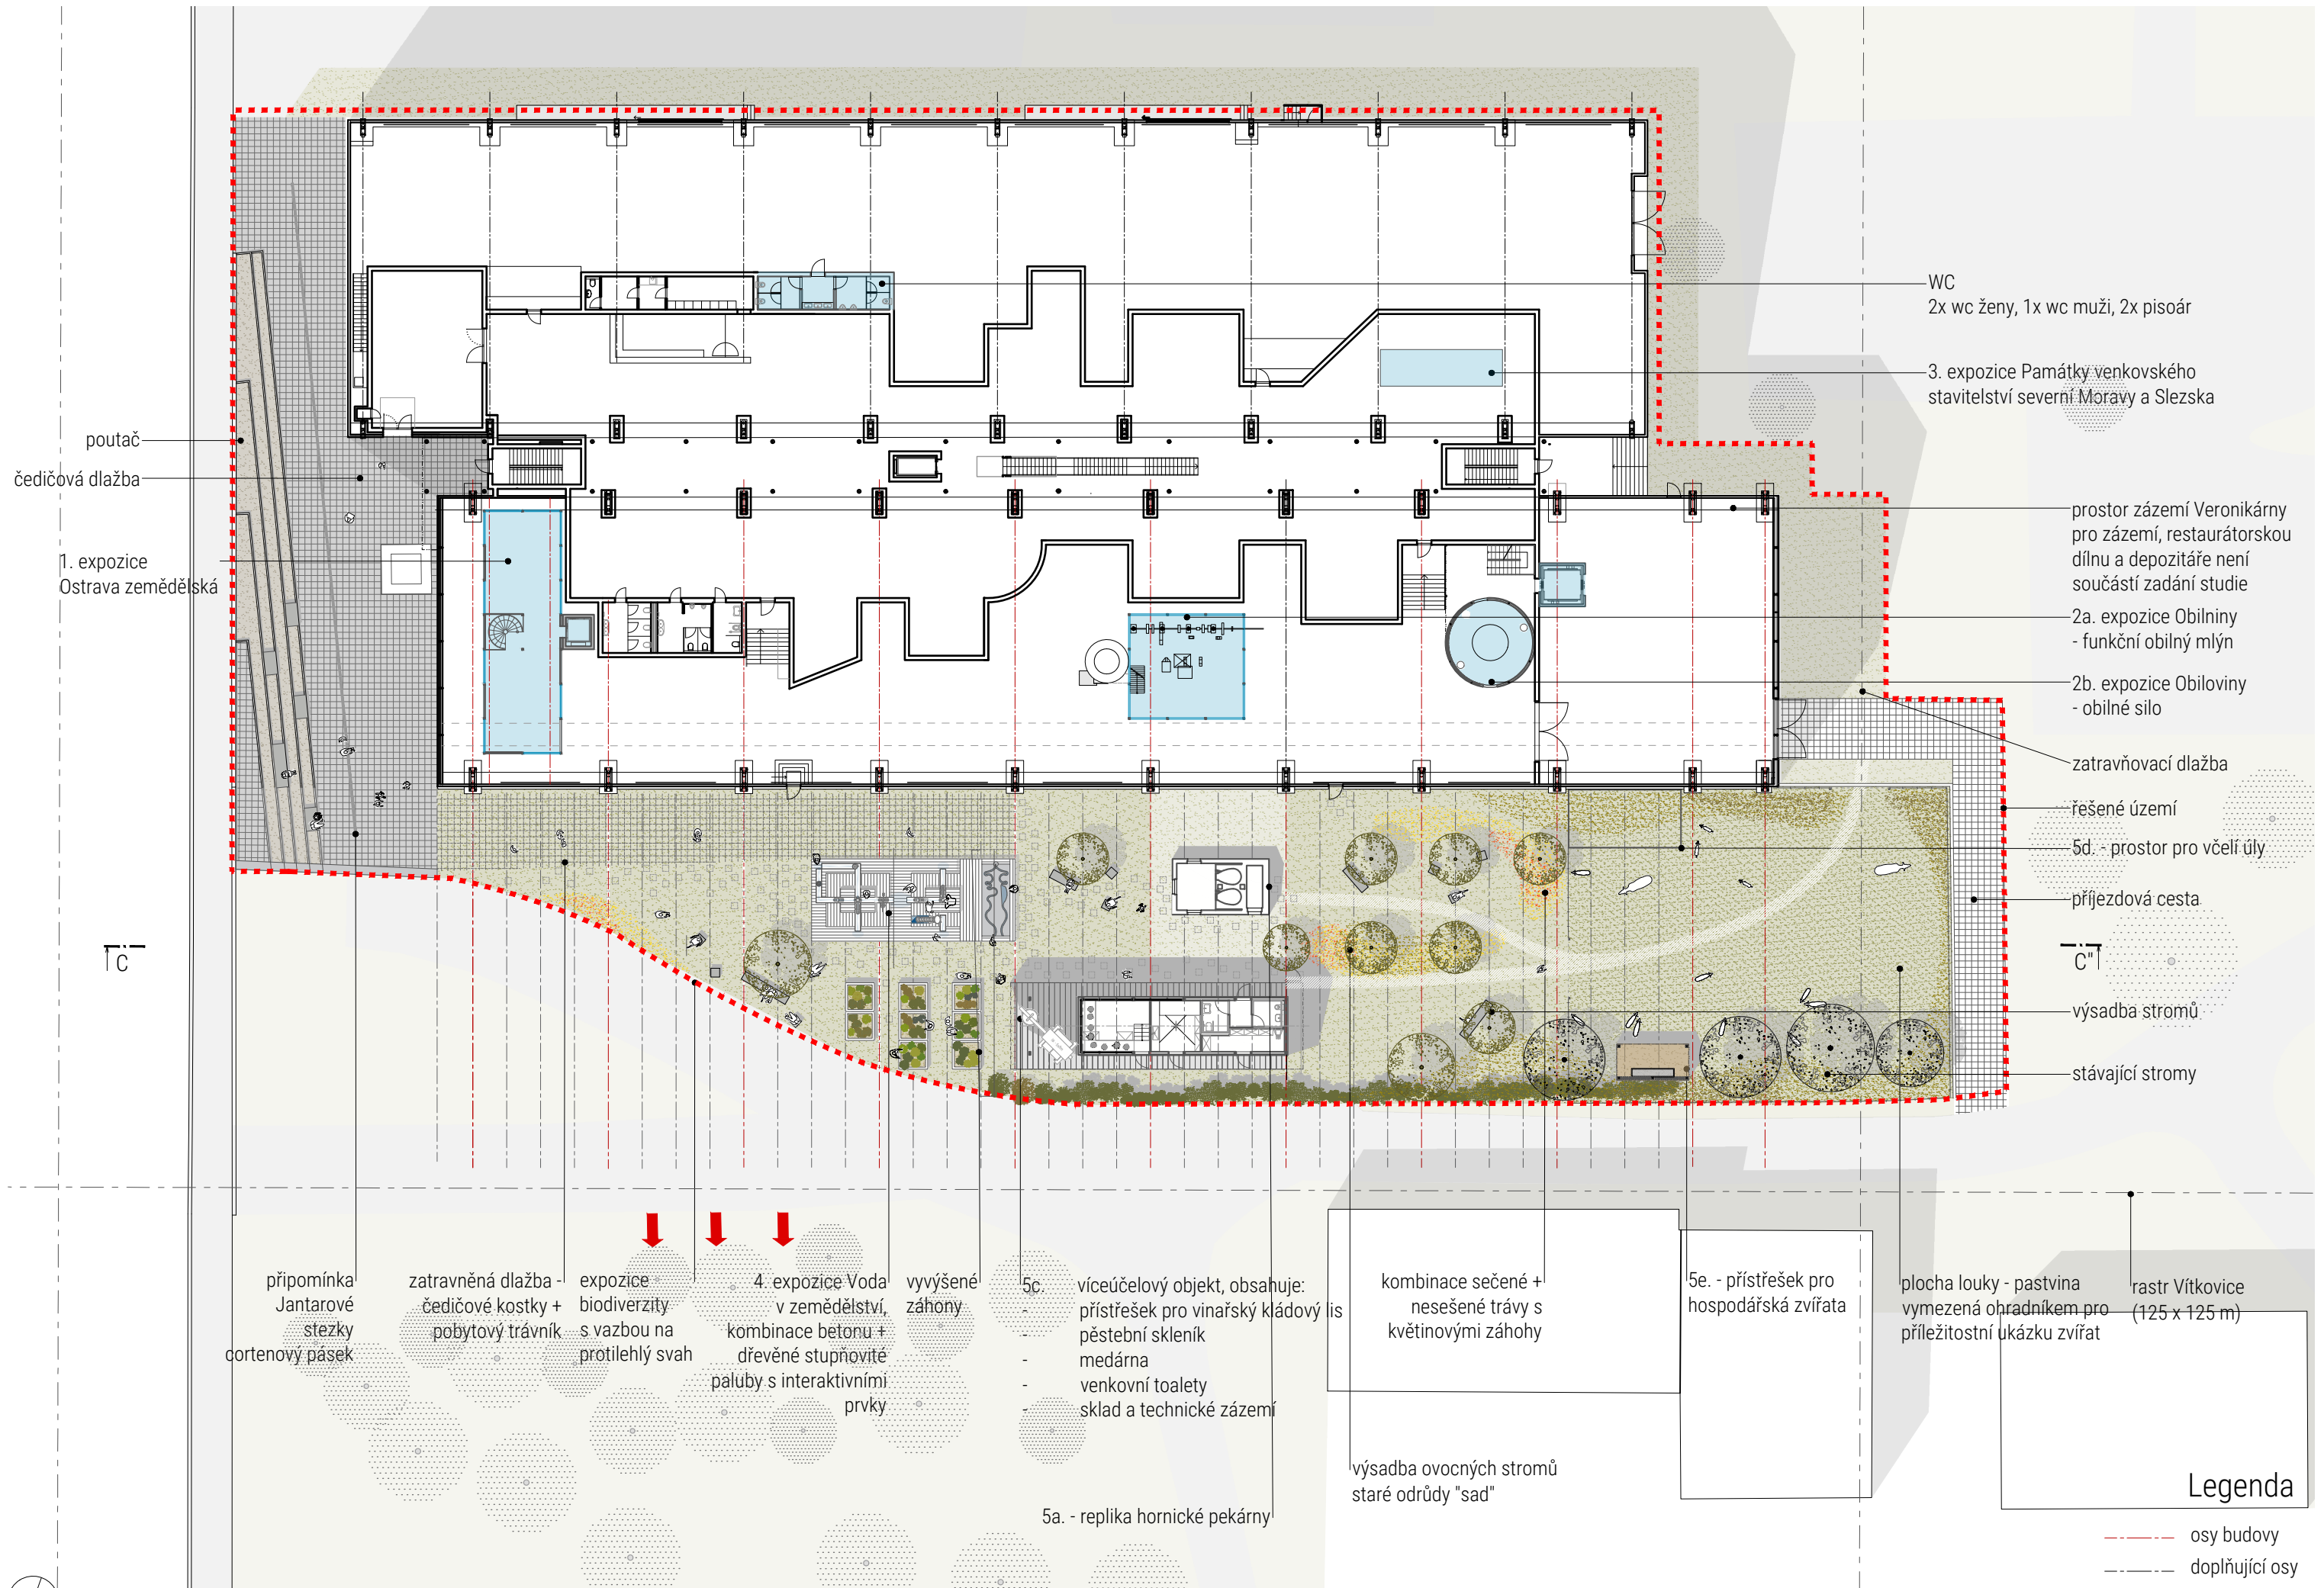 WC
2x wc ženy, 1x wc muži, 2x pisoár
3. expozice Památky venkovského
stavitelství severní Moravy a Slezska
poutač
čedičová dlažba
1. expozice
Ostrava zemědělská
prostor zázemí Veronikárny
pro zázemí, restaurátorskou
dílnu a depozitáře není
součástí zadání studie
2a. expozice Obilniny
- funkční obilný mlýn
2b. expozice Obiloviny
- obilné silo
zatravňovací dlažba
řešené území
5d. - prostor pro včelí úly
příjezdová cesta
C
C"
výsadba stromů
stávající stromy
připomínka
Jantarové
stezky
cortenový pásek
zatravněná dlažba -
čedičové kostky +
pobytový trávník
expozice
biodiverzity
s vazbou na
protilehlý svah
4. expozice Voda
v zemědělství,
kombinace betonu +
dřevěné stupňovité
paluby s interaktivními
prvky
vyvýšené
záhony
5c. víceúčelový objekt, obsahuje:
- přístřešek pro vinařský kládový lis
- pěstební skleník
- medárna
- venkovní toalety
- sklad a technické zázemí
kombinace sečené +
nesešené trávy s
květinovými záhohy
5e. - přístřešek pro
hospodářská zvířata
plocha louky - pastvina
vymezená ohradníkem pro
příležitostní ukázku zvířat
rastr Vítkovice
(125 x 125 m)
výsadba ovocných stromů
staré odrůdy "sad"
5a. - replika hornické pekárny
Legenda
osy budovy
doplňující osy